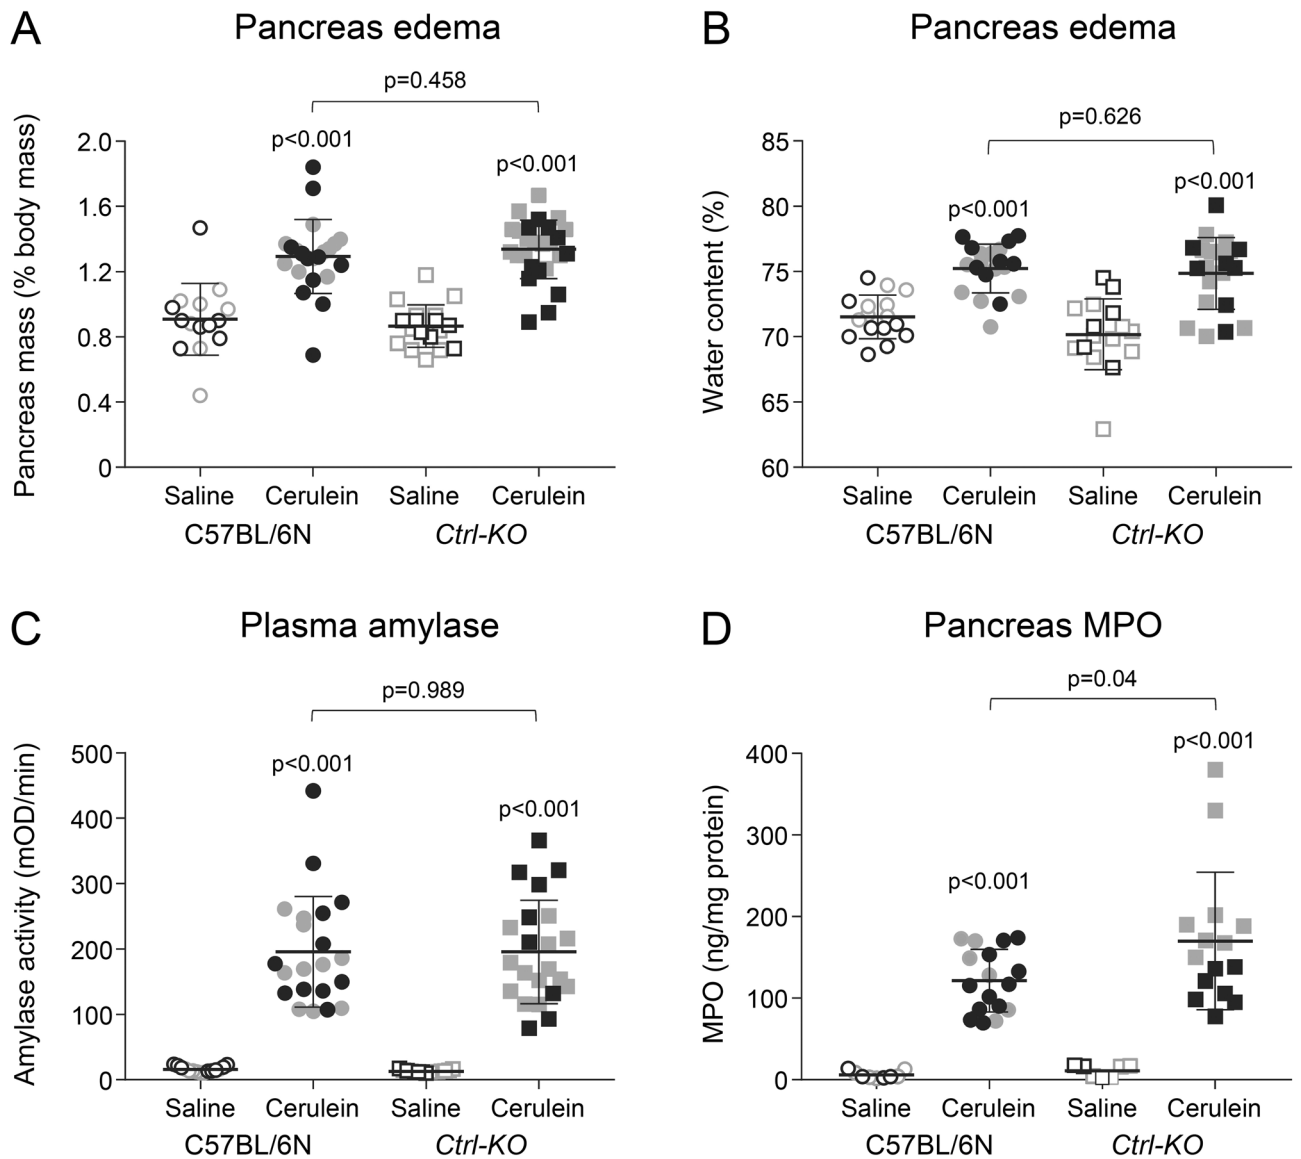 A
Pancreas edema
p=0.458
p<0.001
p<0.001
Pancreas mass (% body mass)
2.0
1.6
1.2
0.8
0.4
0
Saline
Cerulein
Saline
Cerulein
C57BL/6N
Ctrl-KO
B
Pancreas edema
p=0.626
p<0.001
p<0.001
Water content (%)
85
80
75
70
65
60
Saline
Cerulein
Saline
Cerulein
C57BL/6N
Ctrl-KO
C
Plasma amylase
p=0.989
p<0.001
p<0.001
Amylase activity (mOD/min)
500
400
300
200
100
0
Saline
Cerulein
Saline
Cerulein
C57BL/6N
Ctrl-KO
D
Pancreas MPO
p=0.04
p<0.001
p<0.001
MPO (ng/mg protein)
400
300
200
100
0
Saline
Cerulein
Saline
Cerulein
C57BL/6N
Ctrl-KO